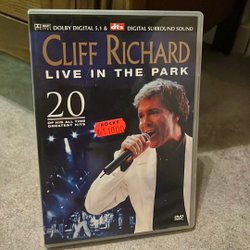 DOLBY DIGITAL 5.1 & dts DIGITAL SURROUND SOUND
CLIFF RICHARD
LIVE IN THE PARK
20
OF HIS ALL TIME
GREATEST HITS
DVD